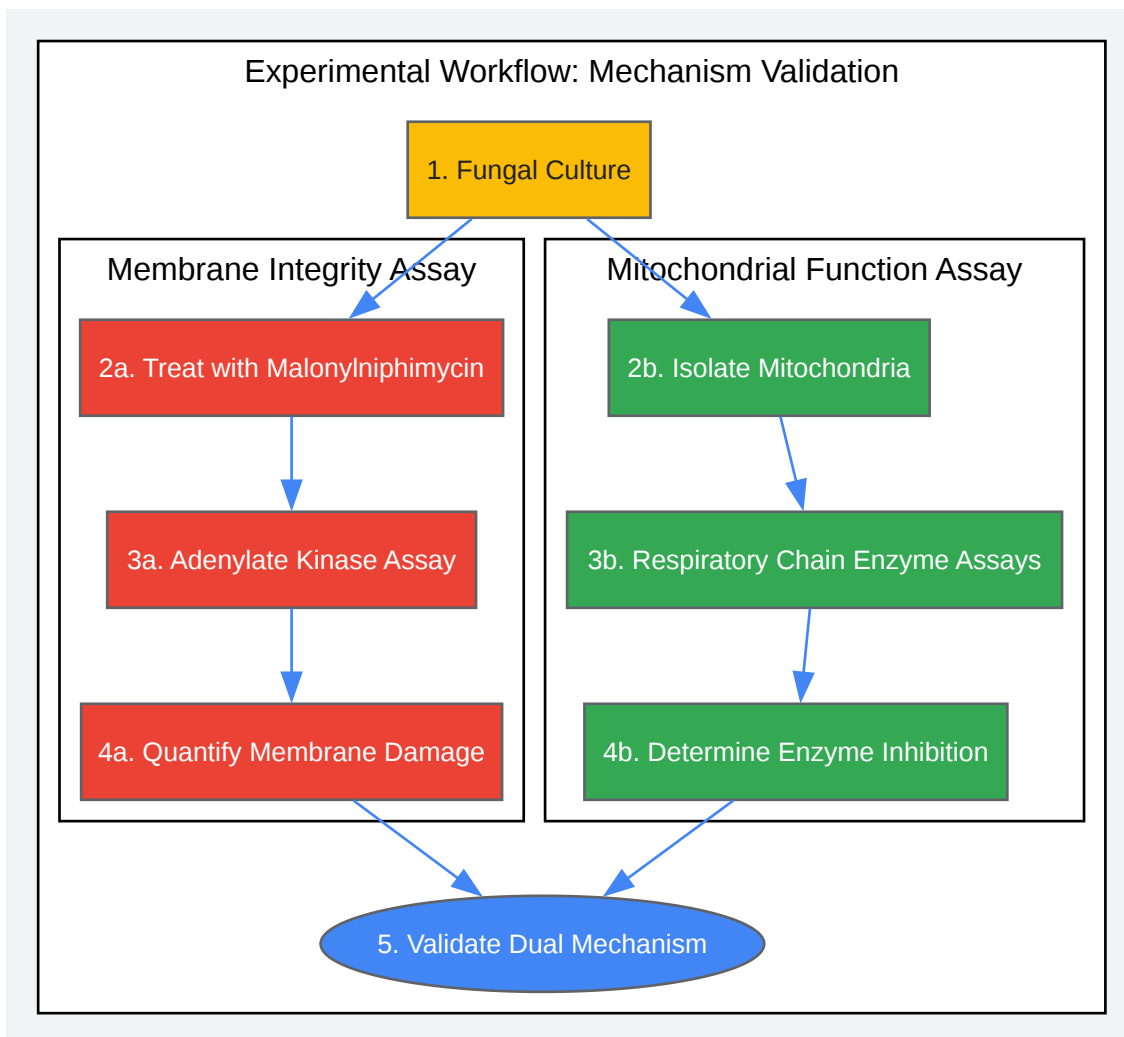 Experimental Workflow: Mechanism Validation
1. Fungal Culture
Membrane Integrity Assay
2a. Treat with Malonylniphimycin
3a. Adenylate Kinase Assay
4a. Quantify Membrane Damage
Mitochondrial Function Assay
2b. Isolate Mitochondria
3b. Respiratory Chain Enzyme Assays
4b. Determine Enzyme Inhibition
5. Validate Dual Mechanism